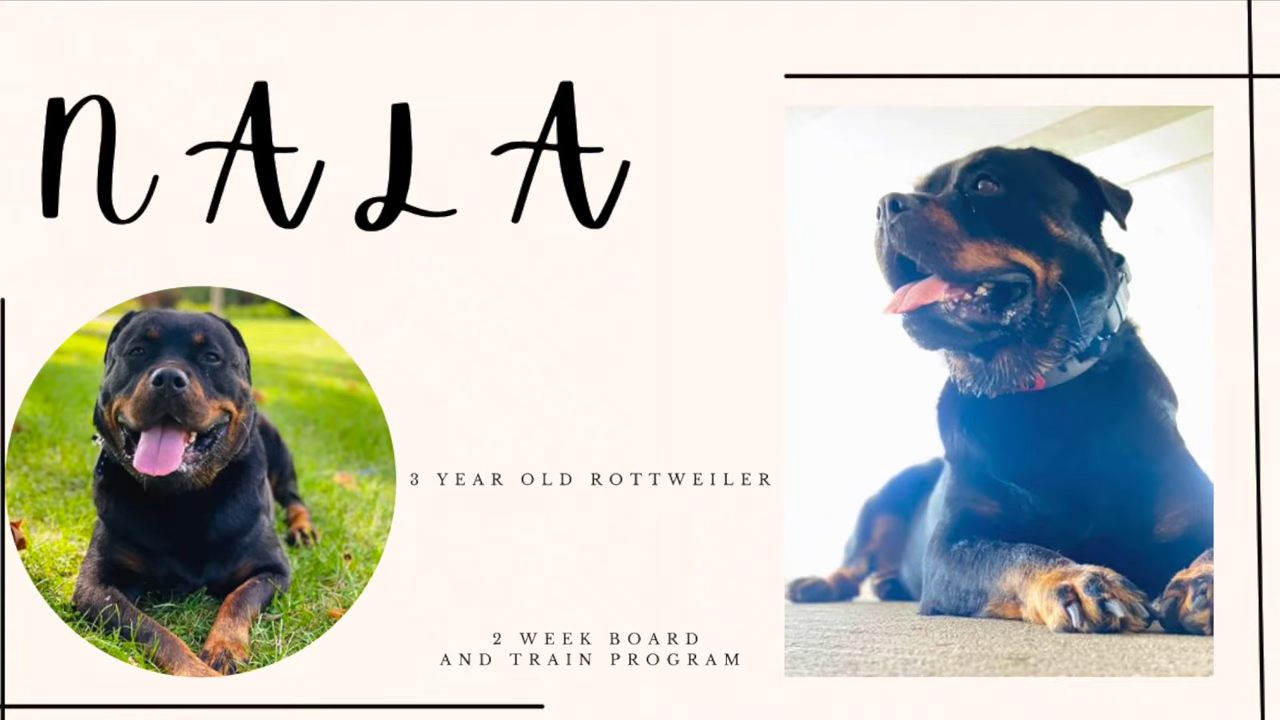 NALA
3 YEAR OLD ROTTWEILER
2 WEEK BOARD
AND TRAIN PROGRAM